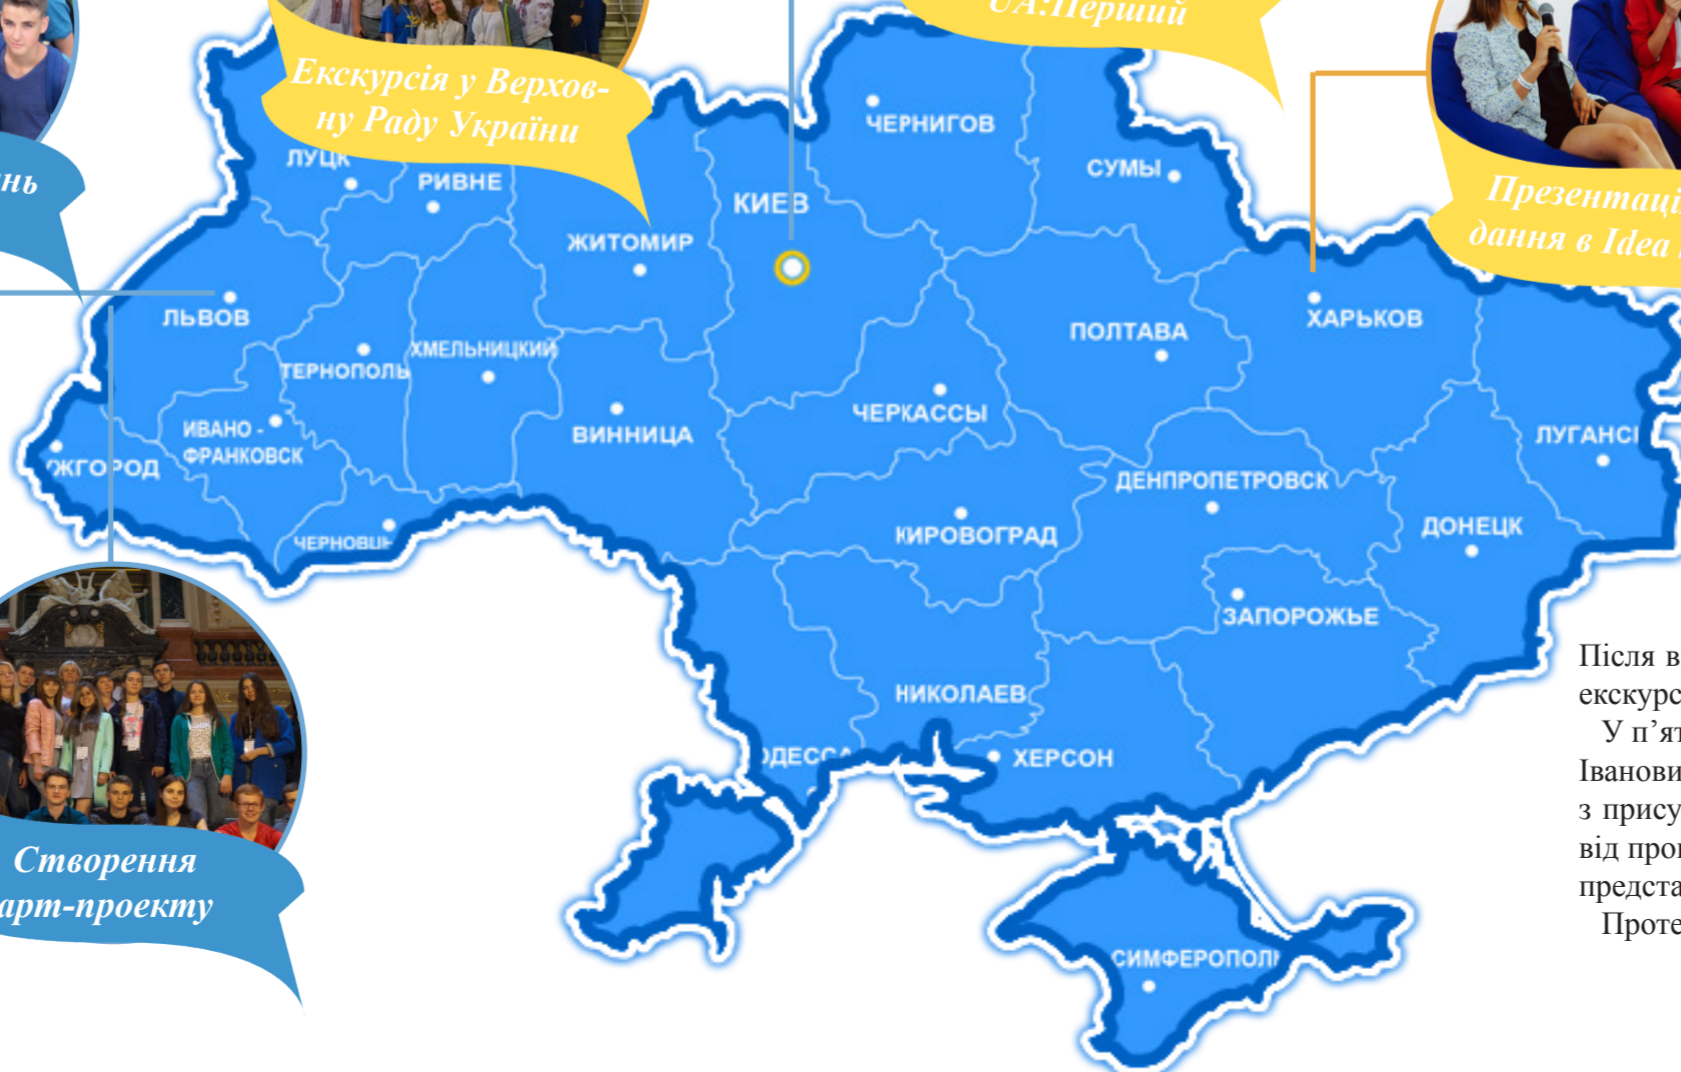 UA:Перший
Екскурсія у Верхов-
ну Раду України
Презентаці
дання в Idea
нь
ЧЕРНИГОВ
ЛУЦК
РИВНЕ
СУМЫ
КИЕВ
ЖИТОМИР
ЛЬВОВ
ХАРЬКОВ
ПОЛТАВА
ХМЕЛЬНИЦКИЙ
ТЕРНОПОЛЬ
ЧЕРКАССЫ
ИВАНО -
ФРАНКОВСК
ВИННИЦА
ЛУГАНС
УЖГОРОД
ДЕНПРОПЕТРОВСК
ДОНЕЦК
КИРОВОГРАД
ЧЕРНОВЦЫ
ЗАПОРОЖЬЕ
НИКОЛАЕВ
ОДЕССА
ХЕРСОН
СИМФЕРОПОЛЬ
Створення
арт-проекту
Після в
екскурс
У п’ят
Іванови
з прису
від про
предста
Проте